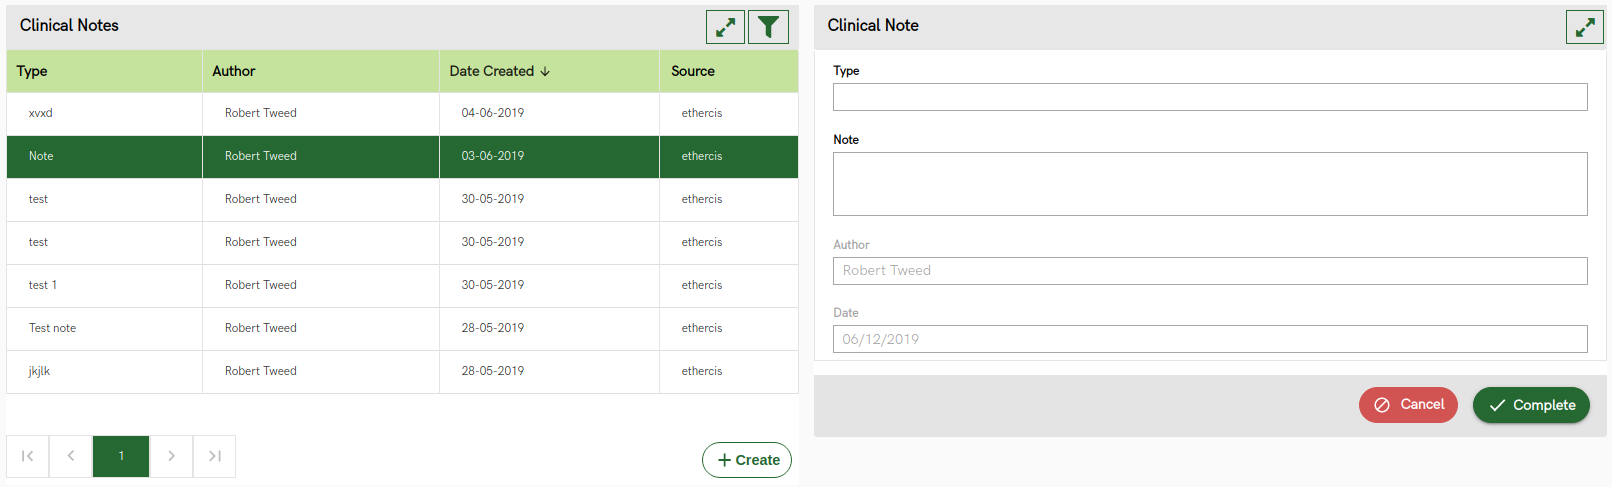 Clinical Notes
Type Author Date Created ↓ Source
xvxd Robert Tweed 04-06-2019 ethercis
Note Robert Tweed 03-06-2019 ethercis
test Robert Tweed 30-05-2019 ethercis
test Robert Tweed 30-05-2019 ethercis
test 1 Robert Tweed 30-05-2019 ethercis
Test note Robert Tweed 28-05-2019 ethercis
jkjlk Robert Tweed 28-05-2019 ethercis
1
+ Create
Clinical Note
Type
Note
Author
Robert Tweed
Date
06/12/2019
Cancel Complete